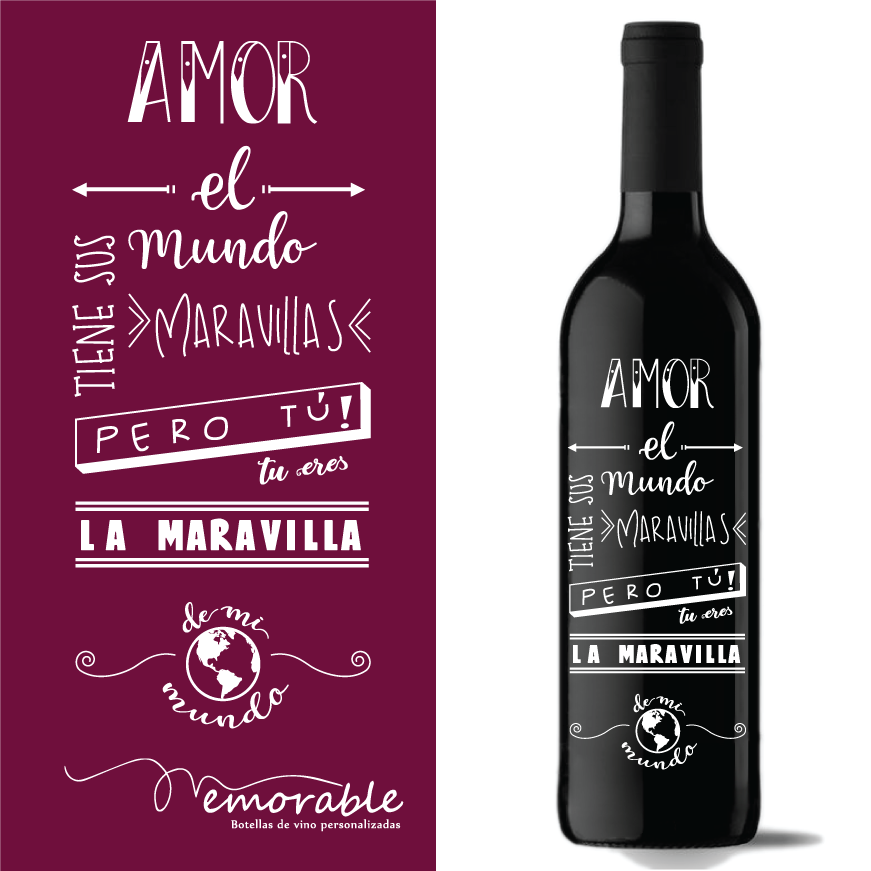 AMOR
el
Mundo
TIENE SUS
MARAVILLAS
PERO TÚ!
tu eres
LA MARAVILLA
de mi
mundo
Memorable
Botellas de vino personalizadas
AMOR
el
Mundo
TIENE SUS
MARAVILLAS
PERO TÚ!
tu eres
LA MARAVILLA
de mi
mundo